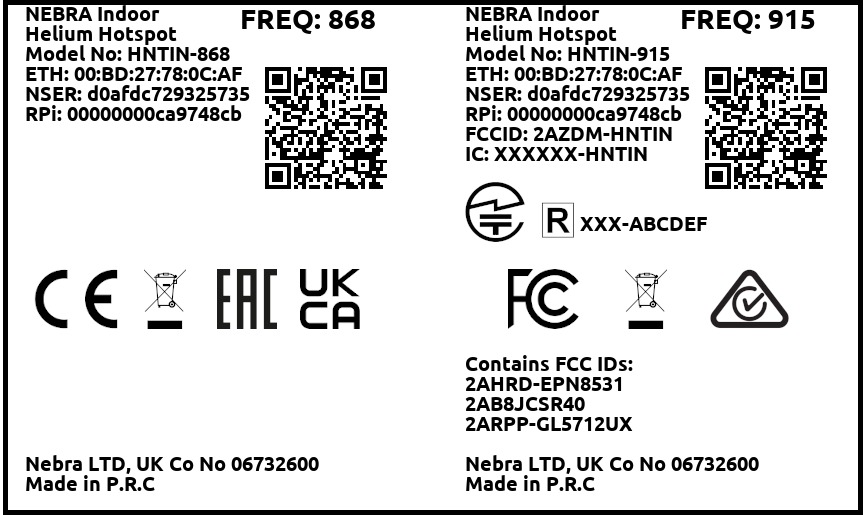 NEBRA Indoor
Helium Hotspot
Model No: HNTIN-868
ETH: 00:BD:27:78:0C:AF
NSER: d0afdc729325735
RPi: 00000000ca9748cb
FREQ: 868
CE
EAC
UK
CA
Nebra LTD, UK Co No 06732600
Made in P.R.C
NEBRA Indoor
Helium Hotspot
Model No: HNTIN-915
ETH: 00:BD:27:78:0C:AF
NSER: d0afdc729325735
RPi: 00000000ca9748cb
FCCID: 2AZDM-HNTIN
IC: XXXXXX-HNTIN
FREQ: 915
R XXX-ABCDEF
FC
Contains FCC IDs:
2AHRD-EPN8531
2AB8JCSR40
2ARPP-GL5712UX
Nebra LTD, UK Co No 06732600
Made in P.R.C